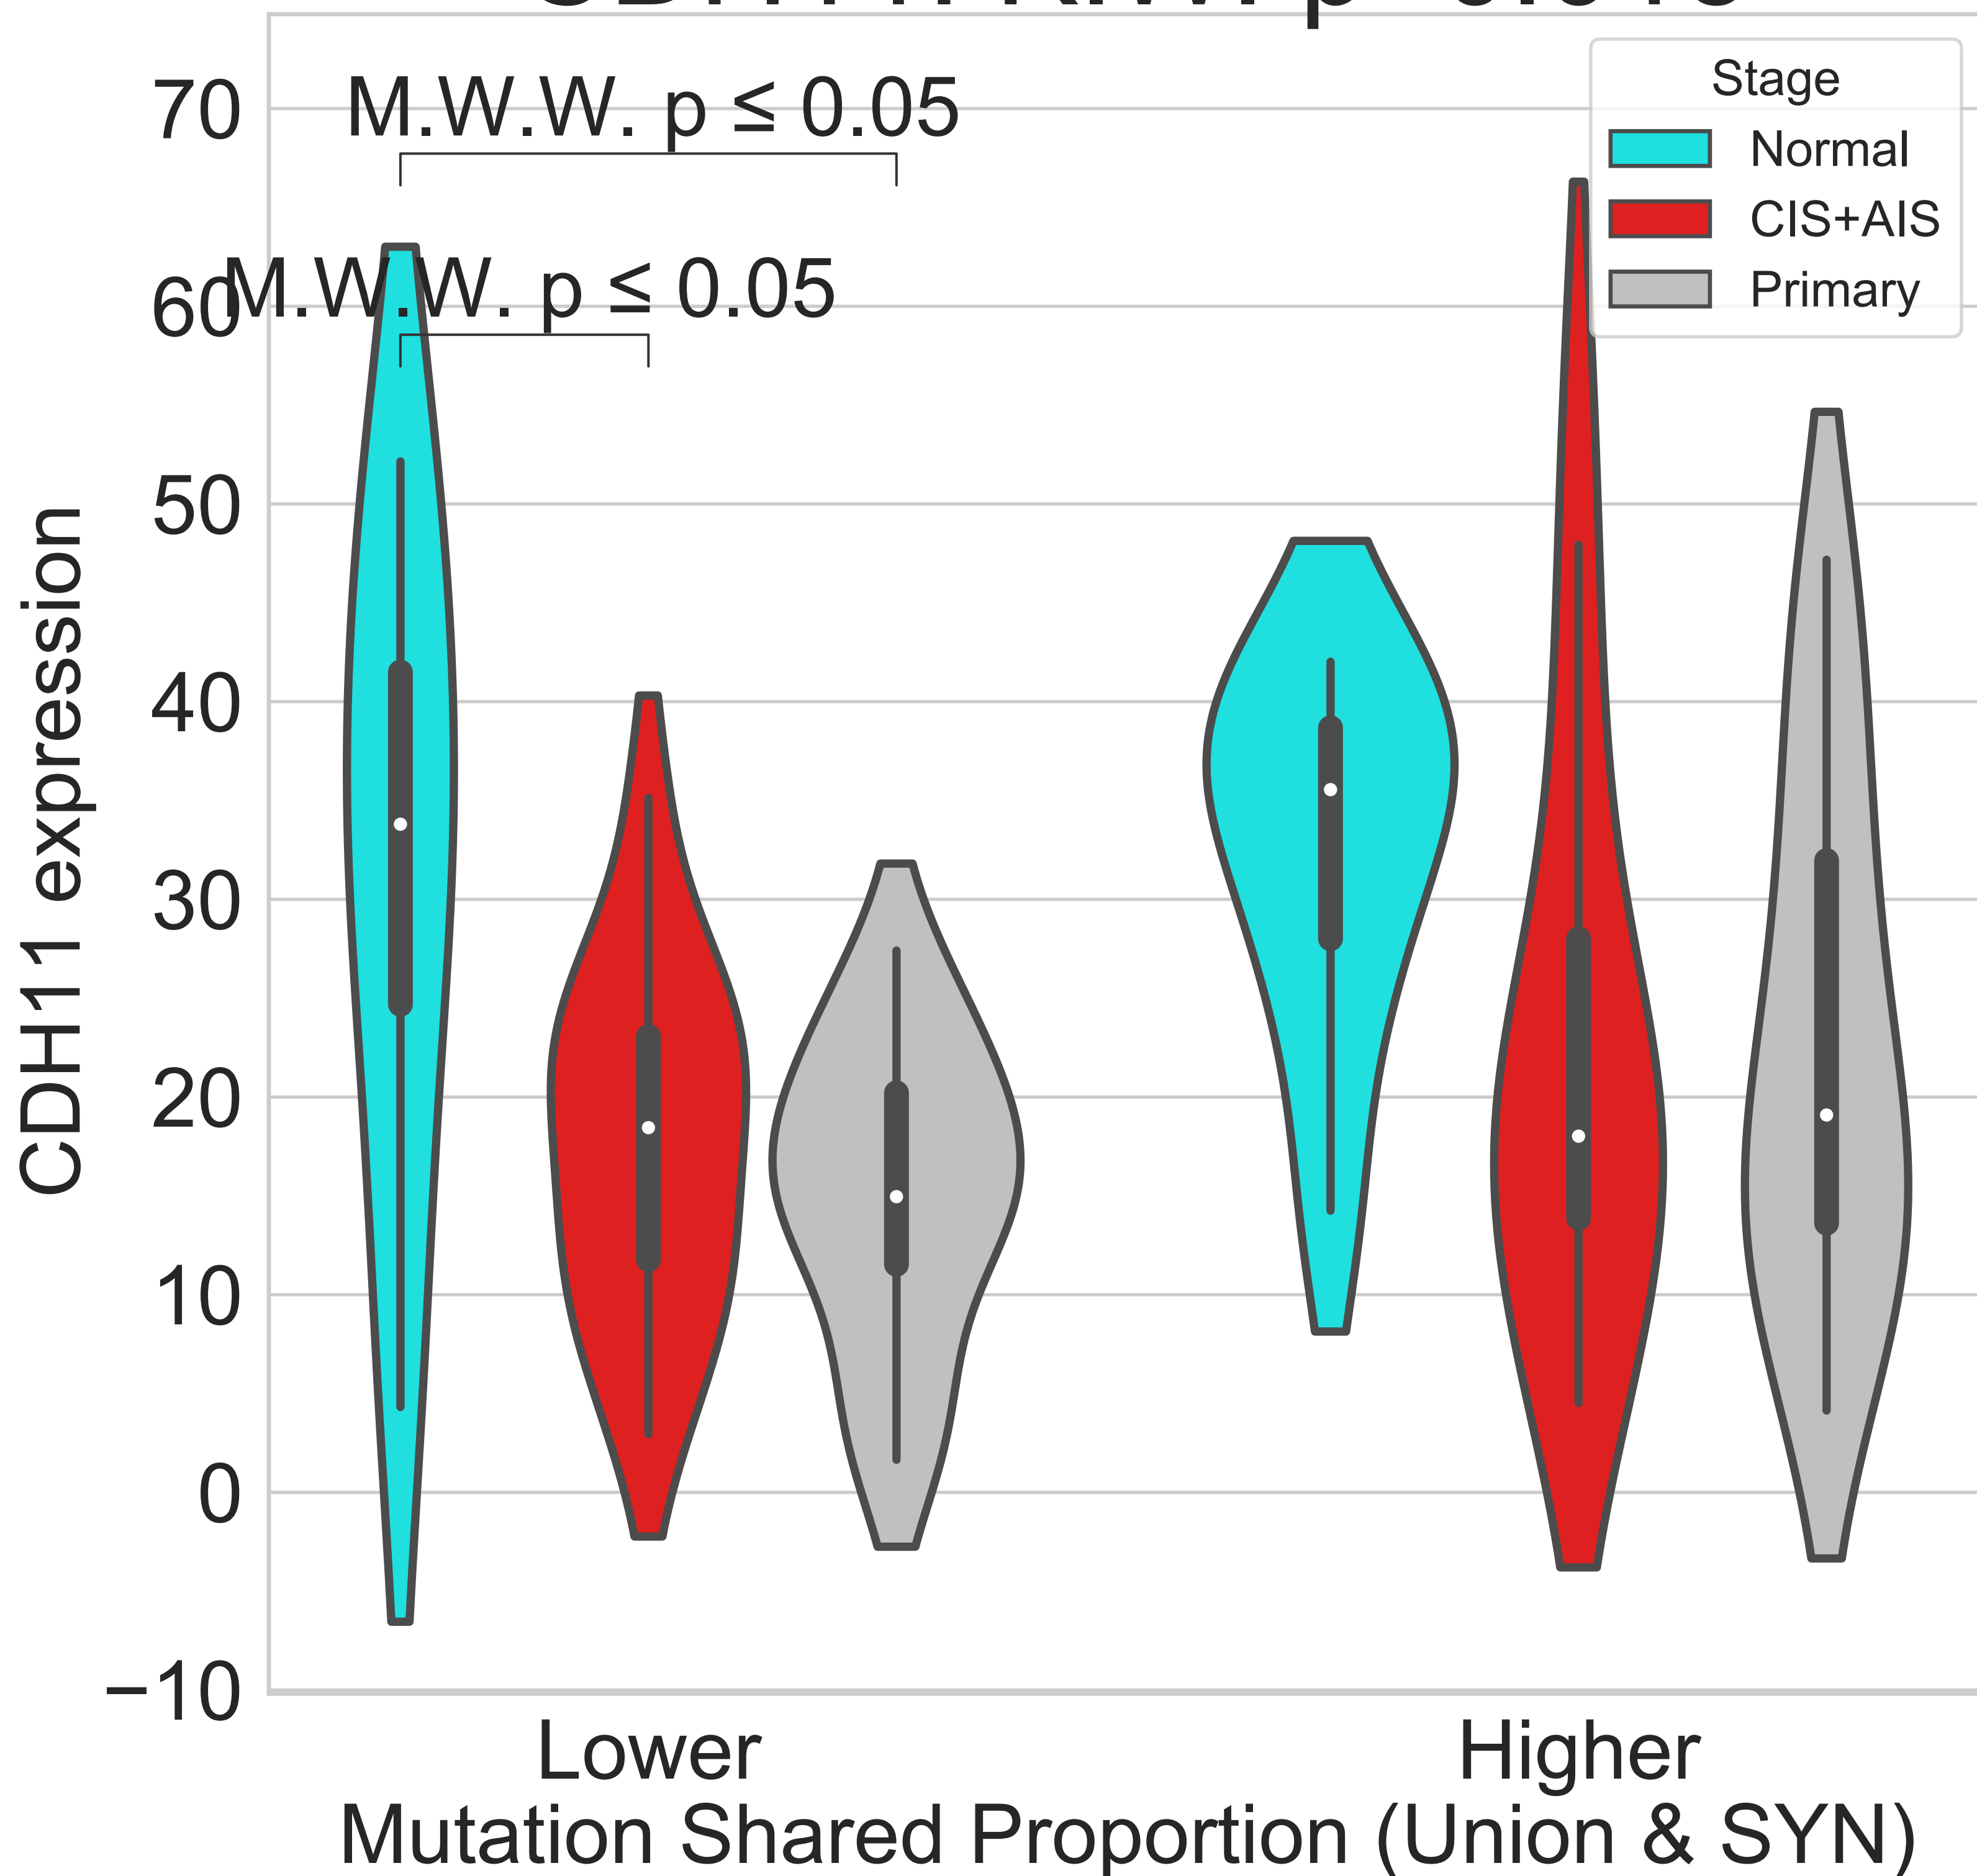 70
60
50
40
30
20
10
0
−10
CDH11 expression
M.W.W. p ≤ 0.05
M.W.W. p ≤ 0.05
Stage
Normal
CIS+AIS
Primary
Lower
Higher
Mutation Shared Proportion (Union & SYN)